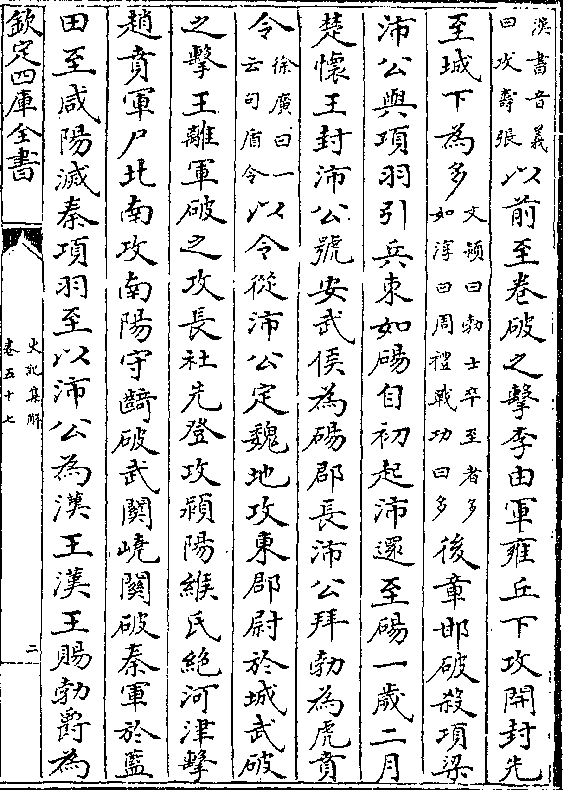 漢書音義曰攻壽張以前至卷破之擊李由軍雍丘下攻開封先
至城下為多文穎曰勃士卒至者多如淳曰周禮戰功曰多後章邯破殺項梁
沛公與項羽引兵東如碭自初起沛還至碭一歲二月
楚懷王封沛公號安武侯為碭郡長沛公拜勃為虎賁
令徐廣曰一云句盾令以令從沛公定魏地攻東郡尉於城武破
之擊王離軍破之攻長社先登攻潁陽緱氏絕河津擊
趙賁軍尸北南攻南陽守齮破武關嶢關破秦軍於藍
田至咸陽滅秦項羽至以沛公為漢王漢王賜勃爵為
欽定四庫全書
史記集解
卷五十七
二